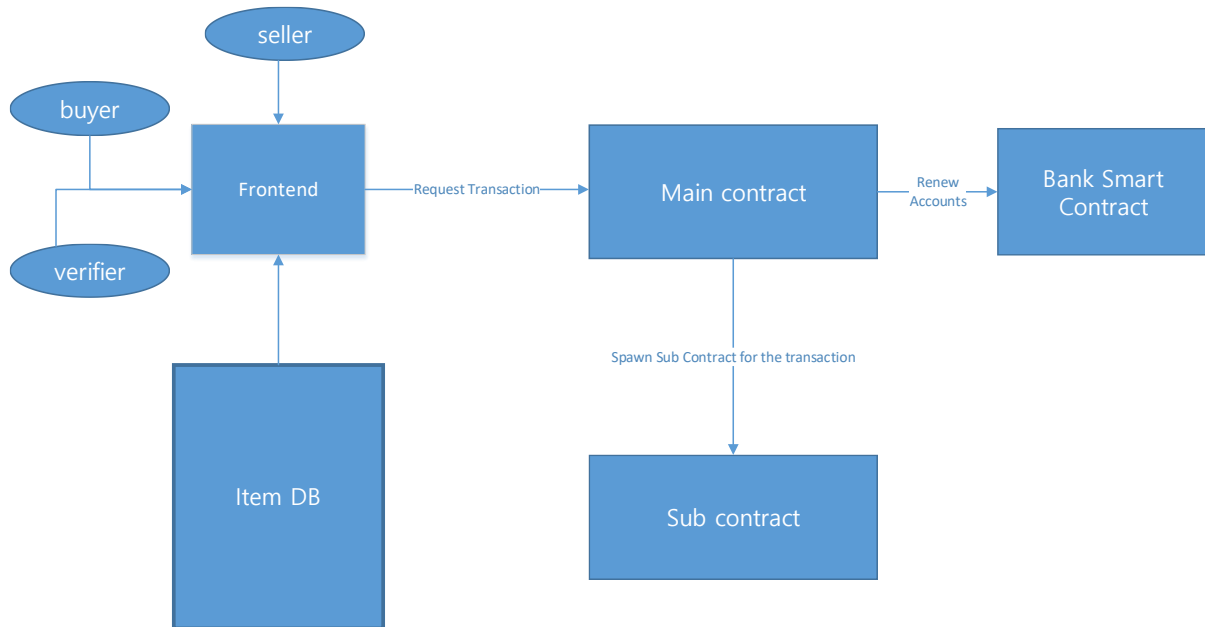 seller
buyer
Frontend
Request Transaction
Main contract
Renew
Accounts
Bank Smart
Contract
verifier
Spawn Sub Contract for the transaction
Item DB
Sub contract